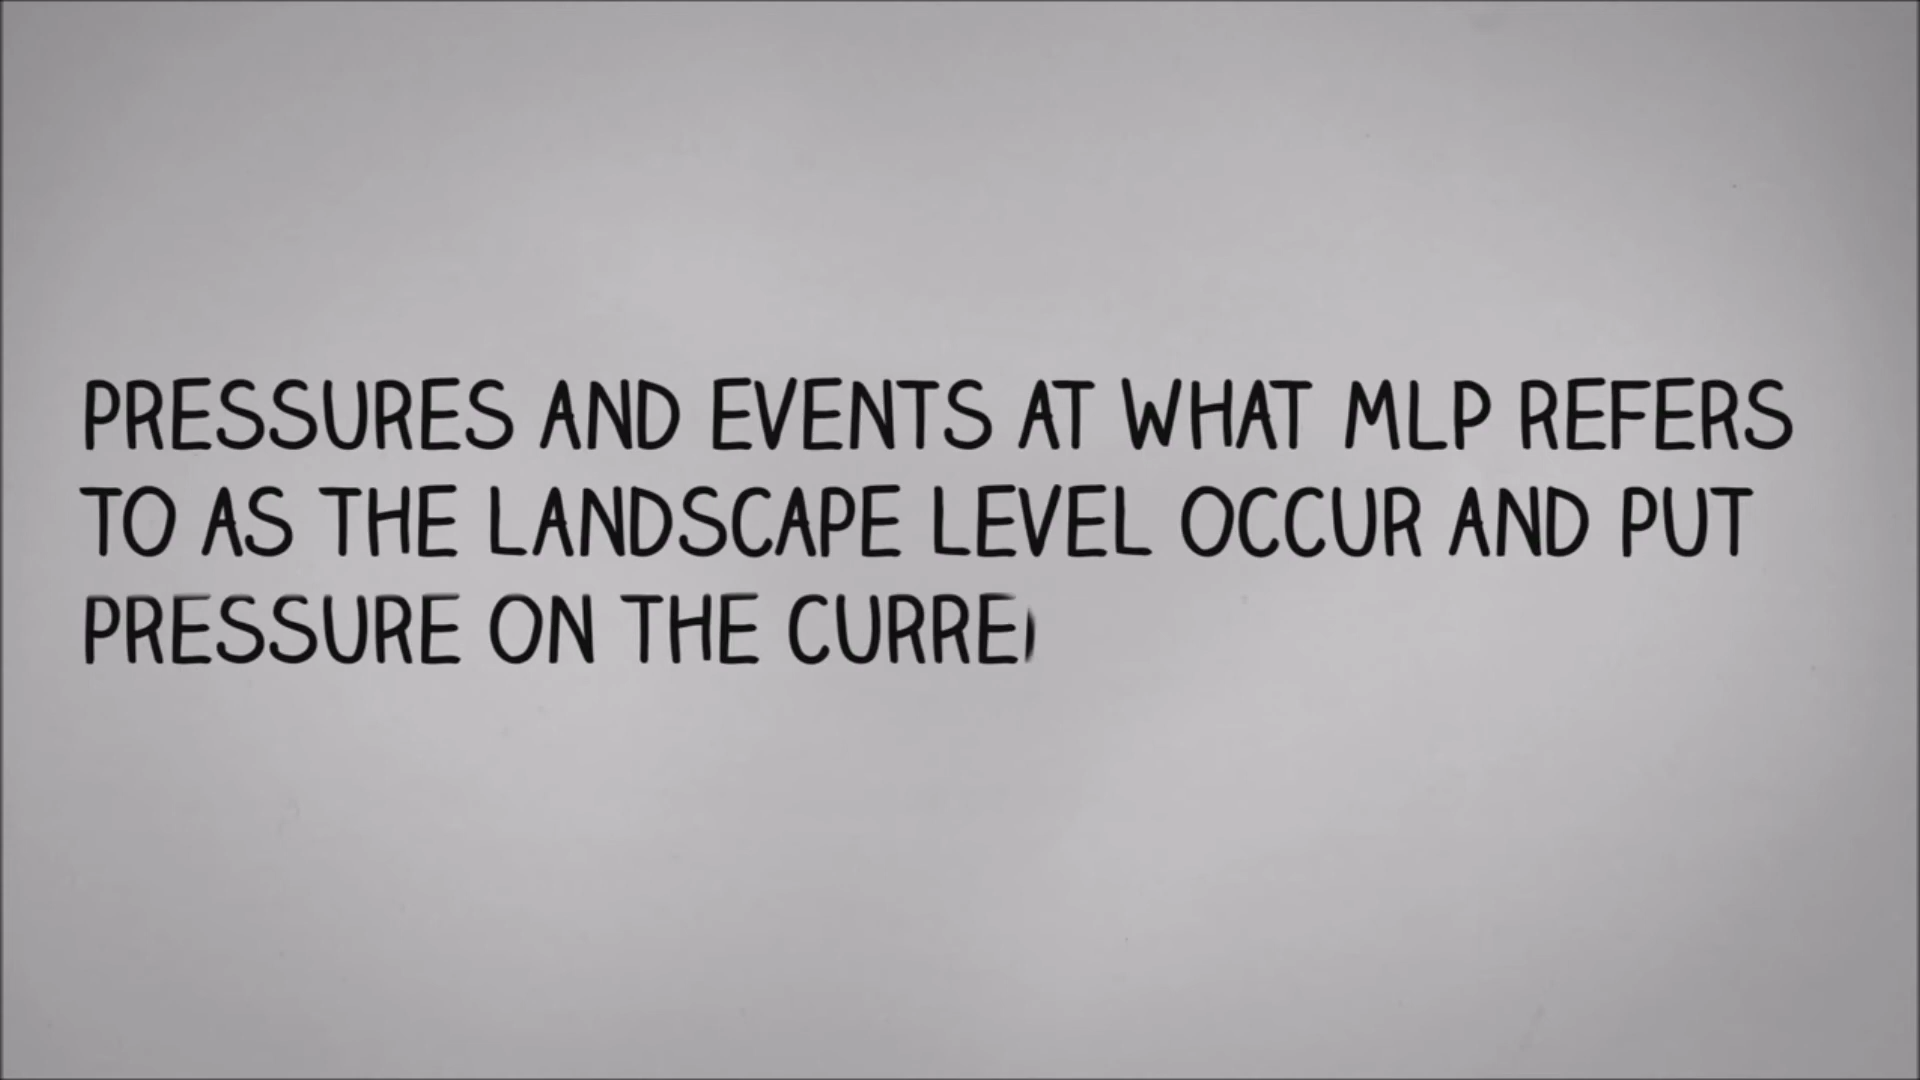 PRESSURES AND EVENTS AT WHAT MLP REFERS
TO AS THE LANDSCAPE LEVEL OCCUR AND PUT
PRESSURE ON THE CURRE